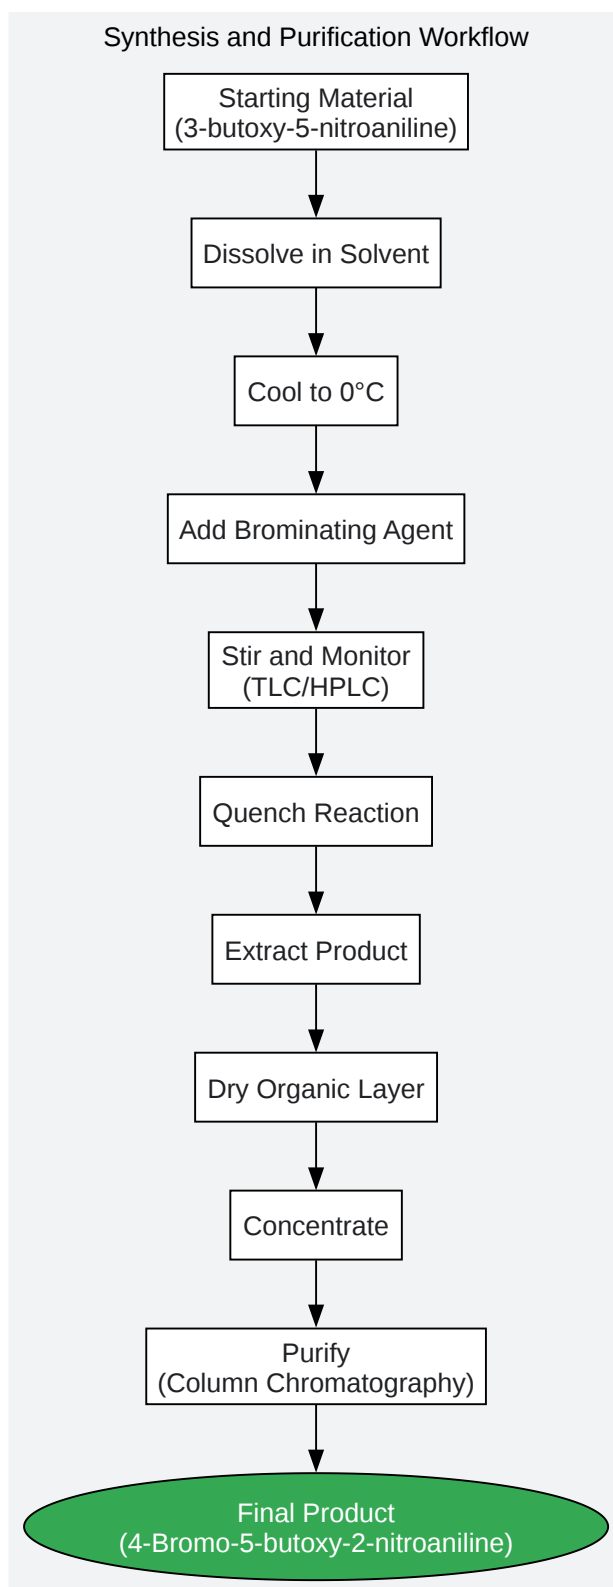 Synthesis and Purification Workflow
Starting Material
(3-butoxy-5-nitroaniline)
Dissolve in Solvent
Cool to 0°C
Add Brominating Agent
Stir and Monitor
(TLC/HPLC)
Quench Reaction
Extract Product
Dry Organic Layer
Concentrate
Purify
(Column Chromatography)
Final Product
(4-Bromo-5-butoxy-2-nitroaniline)